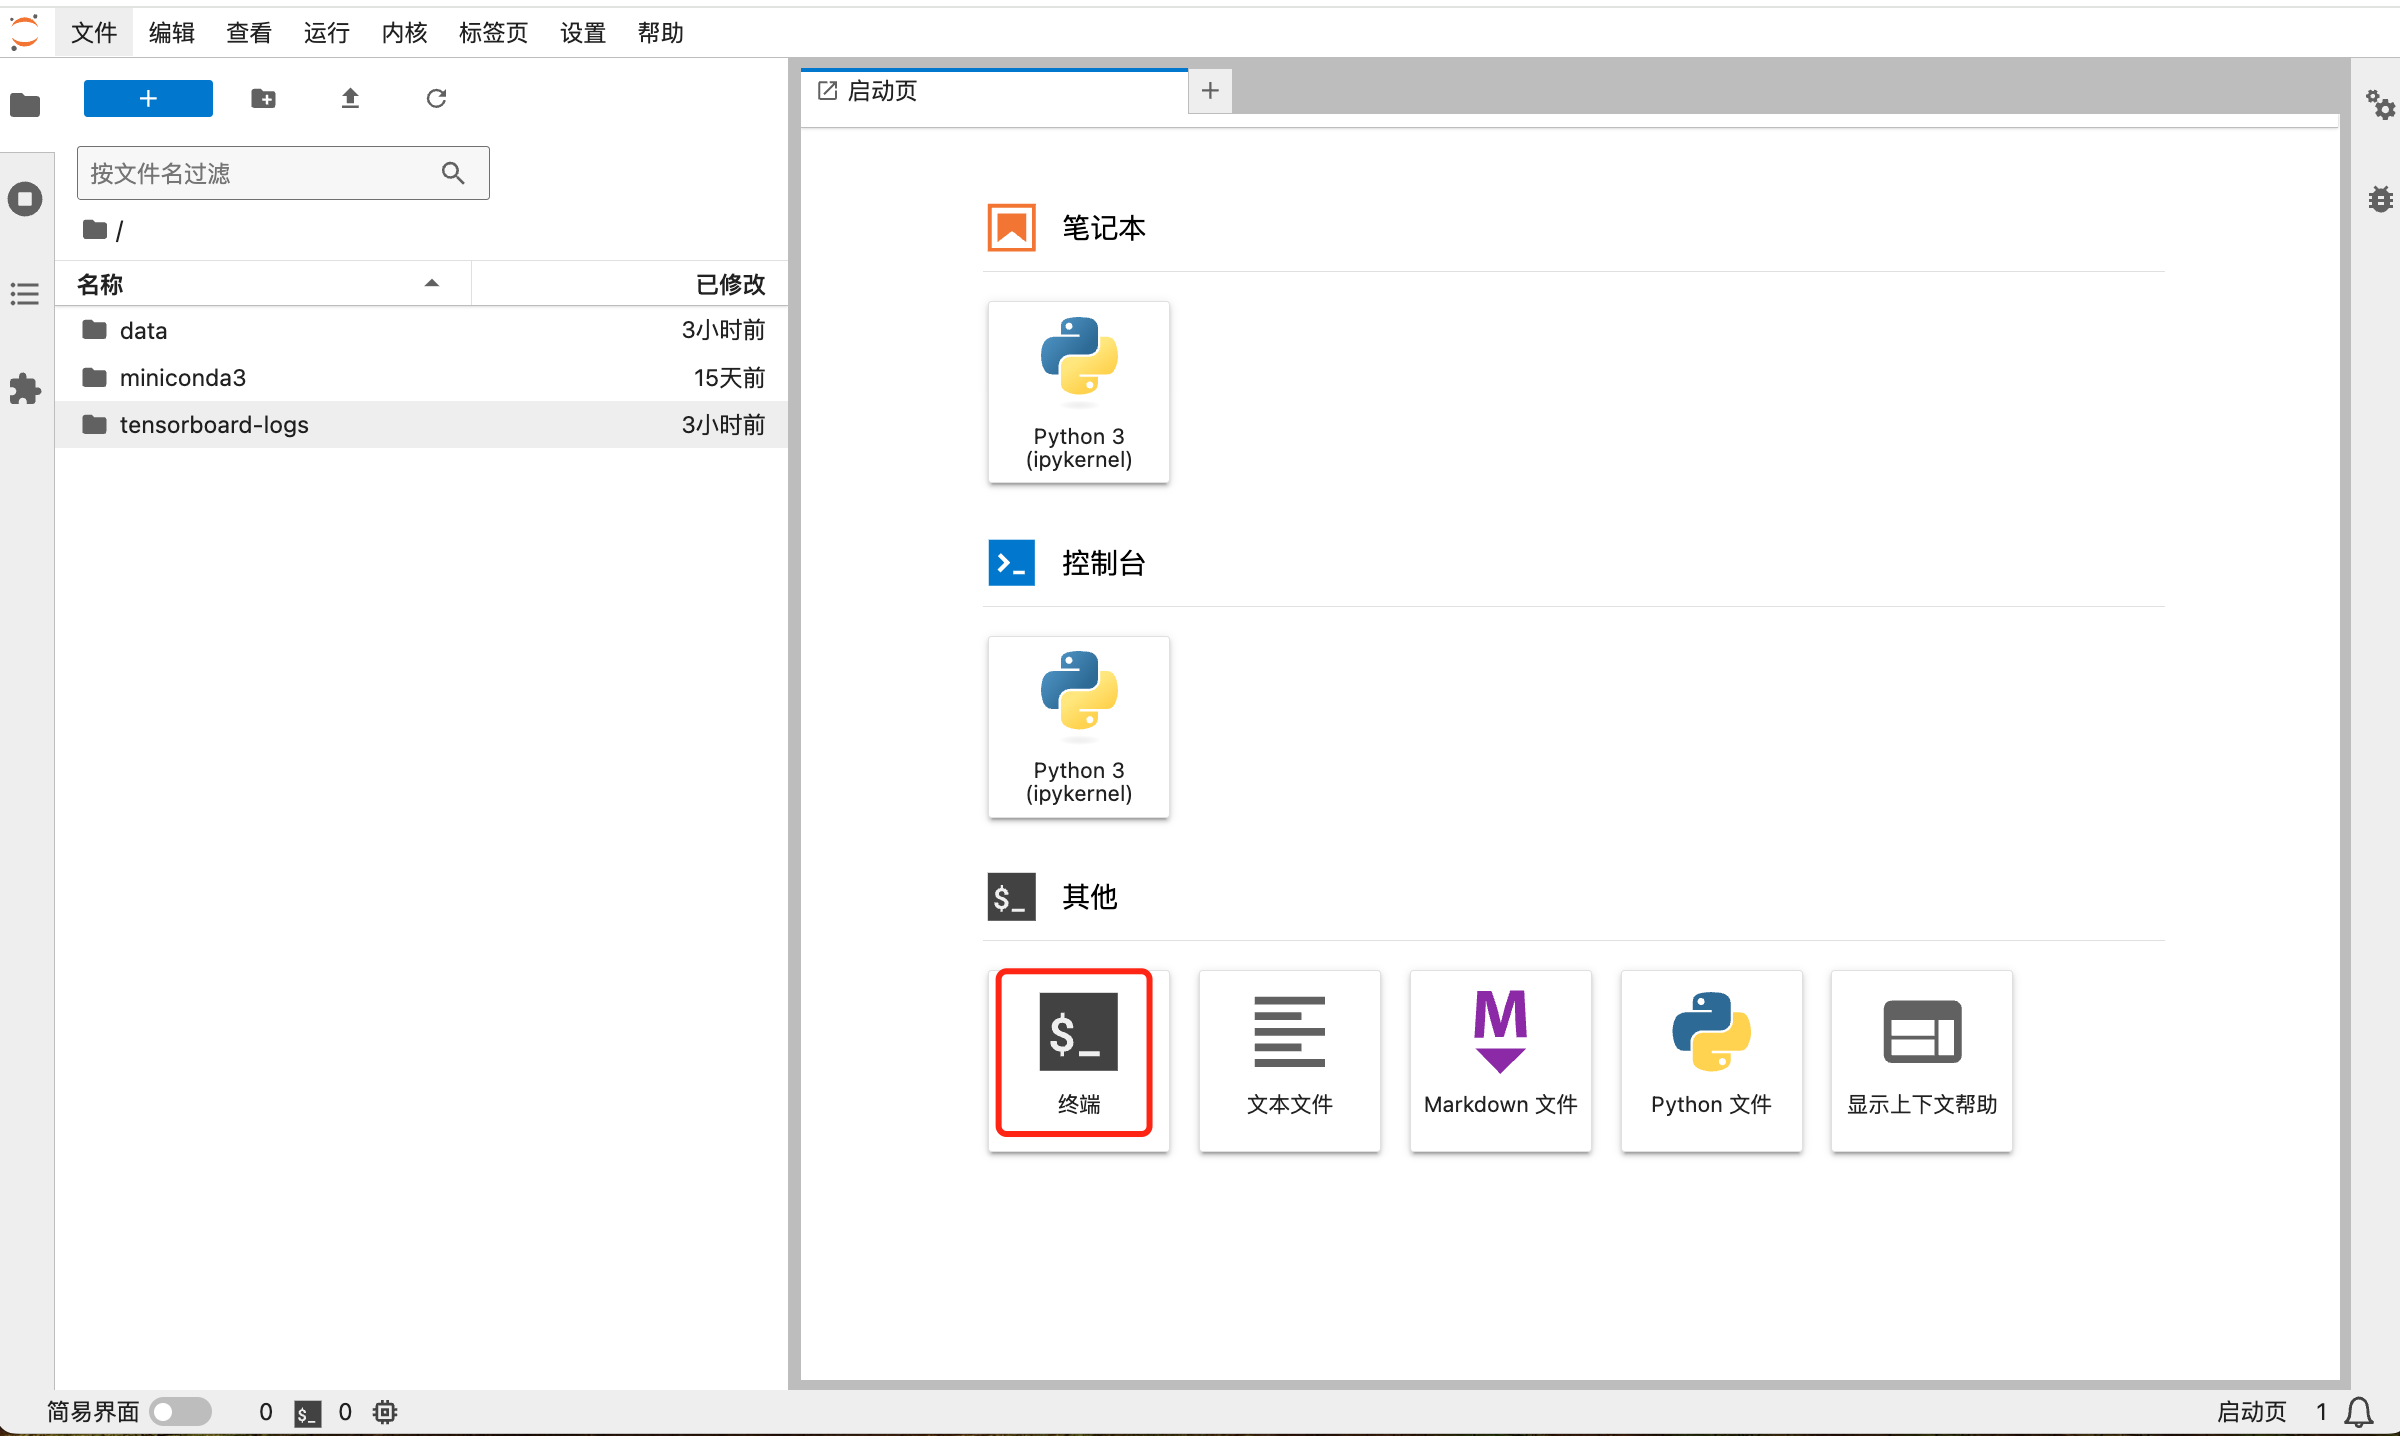 文件 编辑 查看 运行 内核 标签页 设置 帮助
启动页
按文件名过滤
/
名称 已修改
data 3小时前
miniconda3 15天前
tensorboard-logs 3小时前
笔记本
Python 3
(ipykernel)
控制台
Python 3
(ipykernel)
$_ 其他
$_
终端
文本文件
M
Markdown 文件
Python 文件
显示上下文帮助
简易界面 0 $_ 0 启动页 1